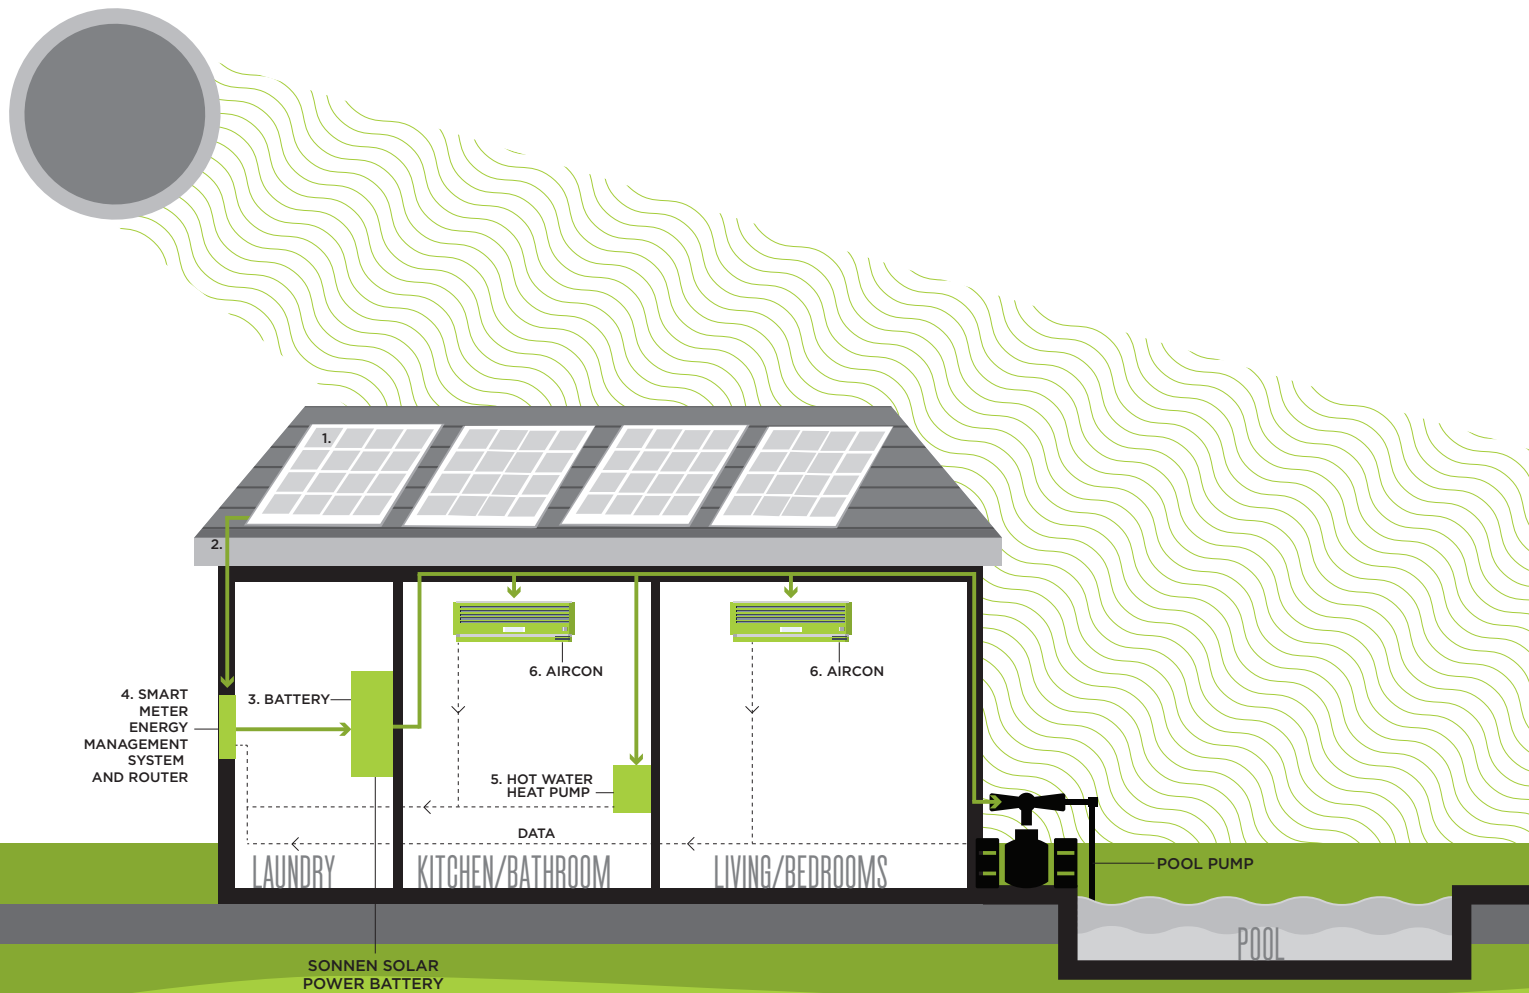 1.
2.
6. AIRCON
6. AIRCON
4. SMART
METER
ENERGY
MANAGEMENT
SYSTEM
AND ROUTER
3. BATTERY
5. HOT WATER
HEAT PUMP
DATA
LAUNDRY
KITCHEN/BATHROOM
LIVING/BEDROOMS
POOL PUMP
POOL
SONNEN SOLAR
POWER BATTERY